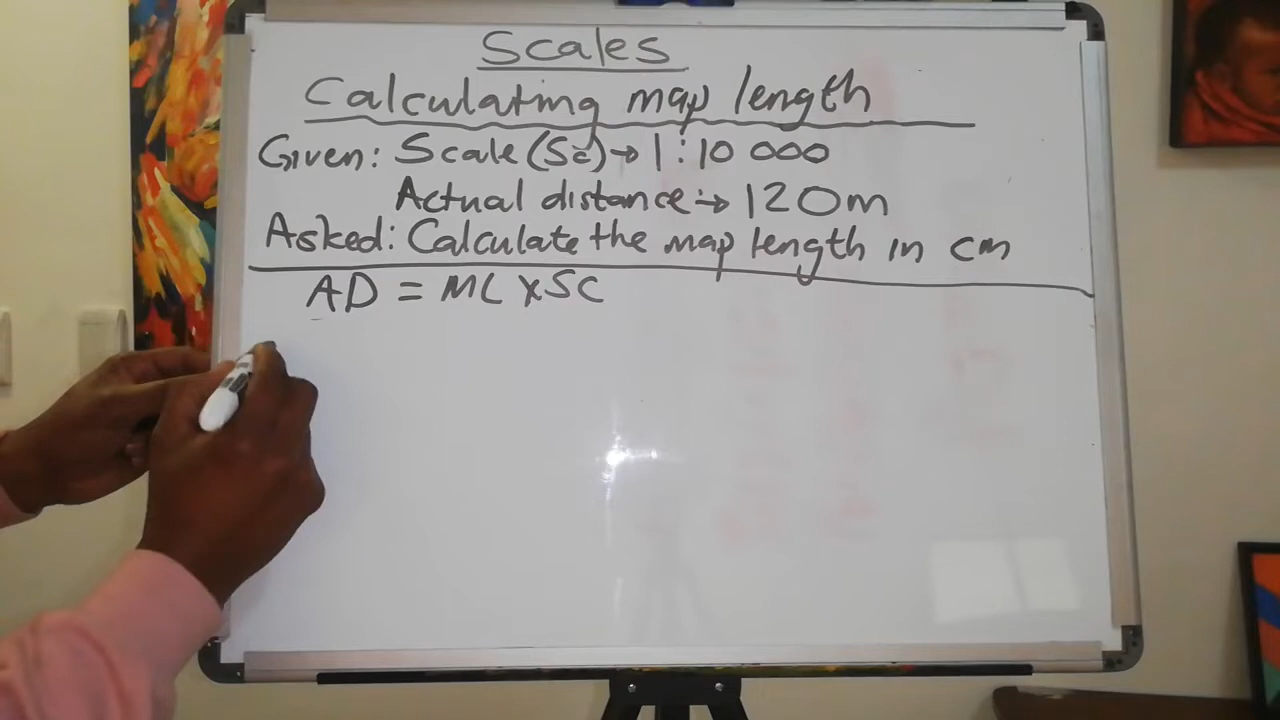 Scales
Calculating map length
Given: Scale (Sc) → 1 : 10 000
Actual distance :→ 120m
Asked: Calculate the map length in cm
AD = ML X SC